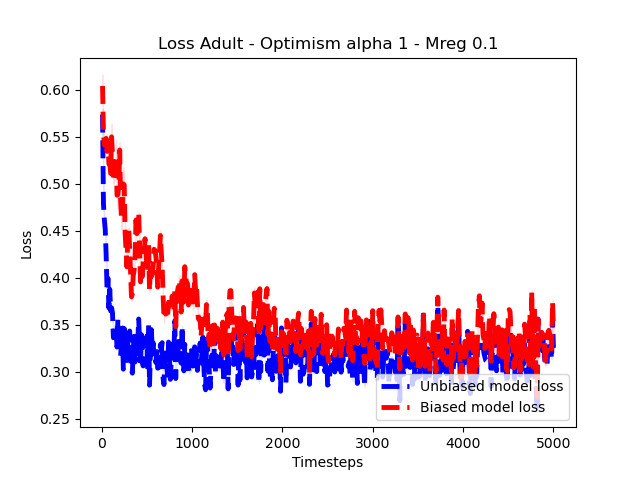 Loss Adult - Optimism alpha 1 - Mreg 0.1
0.60
0.55
0.50
0.45
0.40
0.35
0.30
0.25
Loss
0
1000
2000
3000
4000
5000
Timesteps
Unbiased model loss
Biased model loss